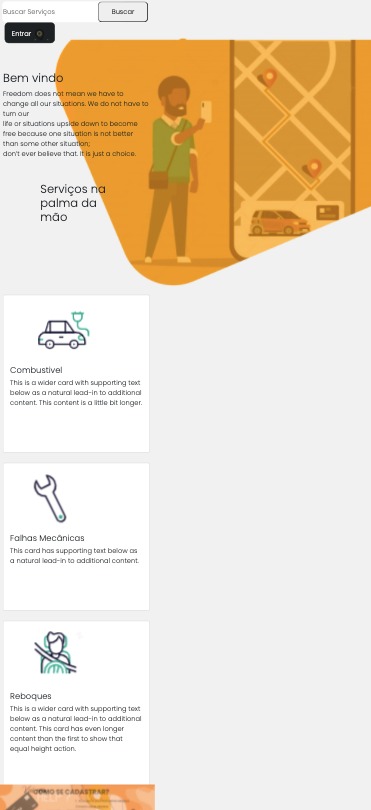 Buscar Serviços
Buscar
Entrar
Bem vindo
Freedom does not mean we have to
change all our situations. We do not have to
turn our
life or situations upside down to become
free because one situation is not better
than some other situation;
don't ever believe that. It is just a choice.
Serviços na
palma da
mão
Combustivel
This is a wider card with supporting text
below as a natural lead-in to additional
content. This content is a little bit longer.
Falhas Mecânicas
This card has supporting text below as
a natural lead-in to additional content.
Reboques
This is a wider card with supporting text
below as a natural lead-in to additional
content. This card has even longer
content than the first to show that
equal height action.
COMO SE CADASTRAR?